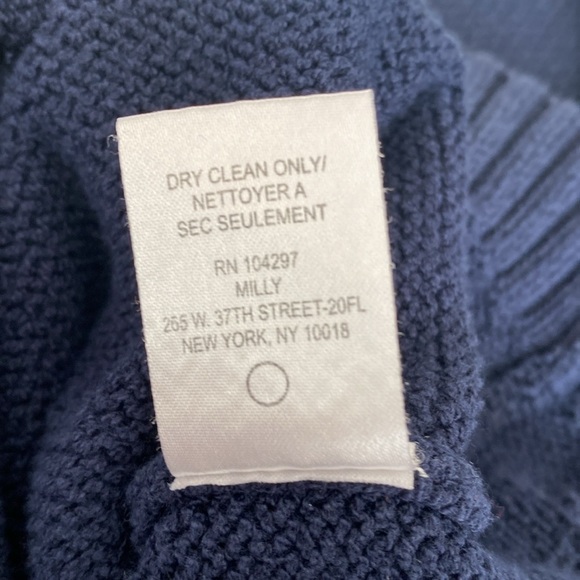 DRY CLEAN ONLY/
NETTOYER A
SEC SEULEMENT
RN 104297
MILLY
265 W. 37TH STREET-20FL
NEW YORK, NY 10018